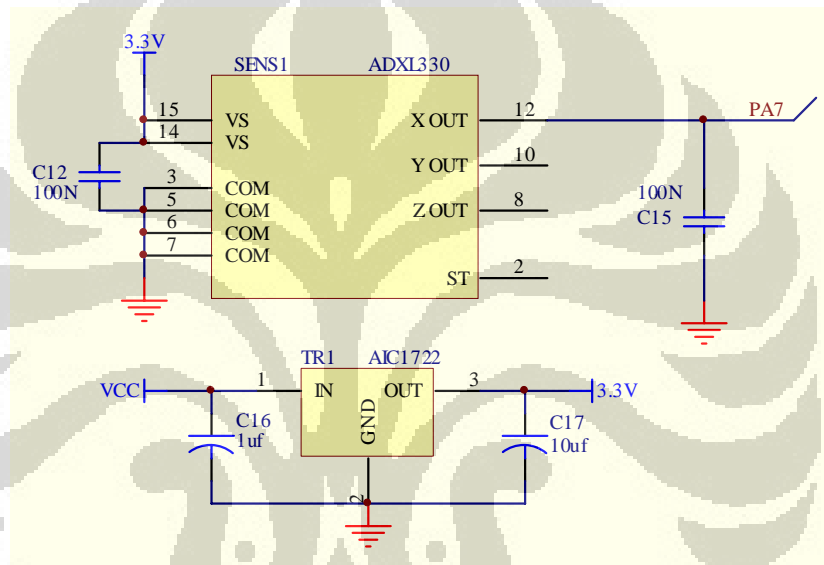 3.3V
SENS1 ADXL330
15 VS X OUT 12 PA7
14 VS
Y OUT 10
C12
100N
3 COM
5 COM Z OUT 8
100N
C15
6 COM
7 COM
ST 2
TR1 AIC1722
VCC 1 IN OUT 3 3.3V
GND
C16
1uf
C17
10uf
2